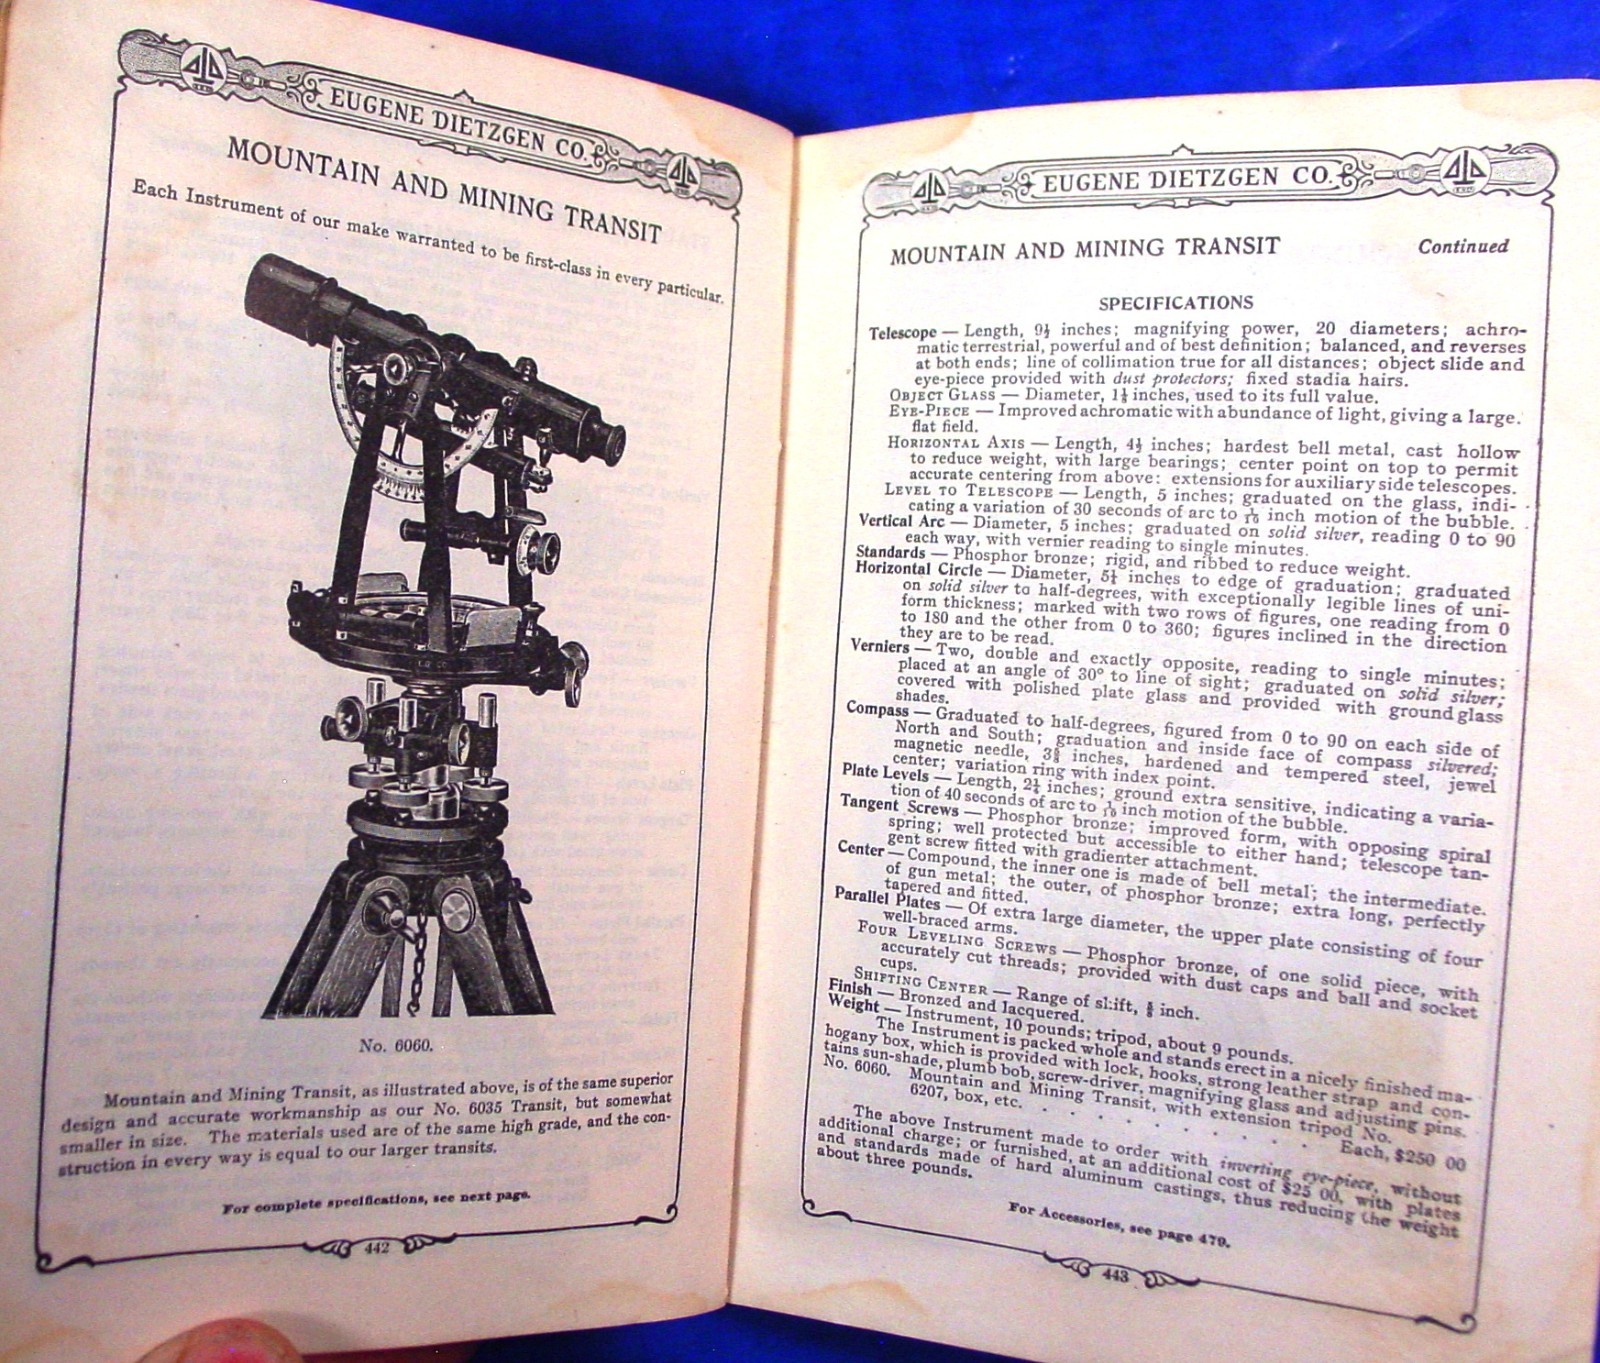 EUGENE DIETZGEN CO.
MOUNTAIN AND MINING TRANSIT
Each Instrument of our make warranted to be first-class in every particular.
No. 6060.
Mountain and Mining Transit, as illustrated above, is of the same superior
design and accurate workmanship as our No. 6035 Transit, but somewhat
smaller in size. The materials used are of the same high grade, and the con-
struction in every way is equal to our larger transits.
For complete specifications, see next page.
442
EUGENE DIETZGEN CO.
MOUNTAIN AND MINING TRANSIT Continued
SPECIFICATIONS
Telescope — Length, 9½ inches; magnifying power, 20 diameters; achro-
matic terrestrial, powerful and of best definition; balanced, and reverses
at both ends; line of collimation true for all distances; object slide and
eye-piece provided with dust protectors; fixed stadia hairs.
OBJECT GLASS — Diameter, inches, used to its full value.
EYE-PIECE — Improved achromatic with abundance of light, giving a large
flat field.
HORIZONTAL AXIS — Length, 4½ inches; hardest bell metal, cast hollow
to reduce weight, with large bearings; center point on top to permit
accurate centering from above: extensions for auxiliary side telescopes.
LEVEL TO TELESCOPE — Length, 5 inches; graduated on the glass, indi-
cating a variation of 30 seconds of arc to 1/10 inch motion of the bubble.
Vertical Arc — Diameter, 5 inches; graduated on solid silver, reading 0 to 90
each way, with vernier reading to single minutes.
Standards — Phosphor bronze; rigid, and ribbed to reduce weight.
Horizontal Circle — Diameter, inches to edge of graduation; graduated
on solid silver to half-degrees, with exceptionally legible lines of uni-
form thickness; marked with two rows of figures, one reading from 0
to 180 and the other from 0 to 360; figures inclined in the direction
they are to be read.
Verniers — Two, double and exactly opposite, reading to single minutes;
placed at an angle of 30° to line of sight; graduated on solid silver;
covered with polished plate glass and provided with ground glass
shades.
Compass — Graduated to half-degrees, figured from 0 to 90 on each side of
North and South; graduation and inside face of compass silvered;
magnetic needle, inches, hardened and tempered steel, jewel
center; variation ring with index point.
Plate Levels — Length, inches; ground extra sensitive, indicating a varia-
tion of 40 seconds of arc to 1/10 inch motion of the bubble.
Tangent Screws — Phosphor bronze; improved form, with opposing spiral
spring; well protected but accessible to either hand; telescope tan-
gent screw fitted with gradienter attachment.
Center — Compound, the inner one is made of bell metal; the intermediate.
of gun metal; the outer, of phosphor bronze; extra long, perfectly
tapered and fitted.
Parallel Plates — Of extra large diameter, the upper plate consisting of four
well-braced arms.
FOUR LEVELING SCREWS — Phosphor bronze, of one solid piece, with
accurately cut threads; provided with dust caps and ball and socket
cups.
SHIFTING CENTER — Range of shift, inch.
Finish — Bronzed and lacquered.
Weight — Instrument, 10 pounds; tripod, about 9 pounds.
The Instrument is packed whole and stands erect in a nicely finished ma-
hogany box, which is provided with lock, hooks, strong leather strap and con-
tains sun-shade, plumb bob, screw-driver, magnifying glass and adjusting pins.
No. 6060. Mountain and Mining Transit, with extension tripod No.
6207, box, etc. . . . . . . . . . Each, $250 00
The above Instrument made to order with inverting eye-piece, without
additional charge; or furnished, at an additional cost of $25 00, with plates
and standards made of hard aluminum castings, thus reducing the weight
about three pounds.
For Accessories, see page 479.
443